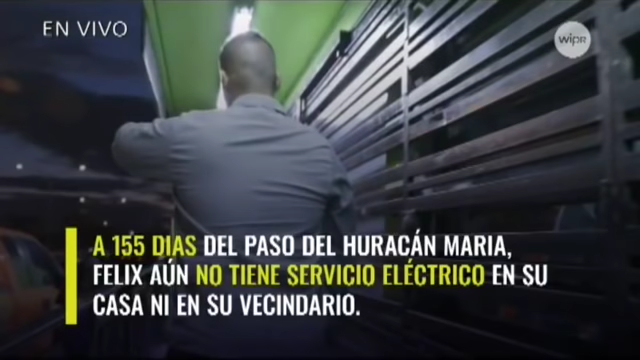 EN VIVO
wipr
A 155 DIAS DEL PASO DEL HURACÁN MARIA,
FELIX AÚN NO TIENE SERVICIO ELÉCTRICO EN SU
CASA NI EN SU VECINDARIO.